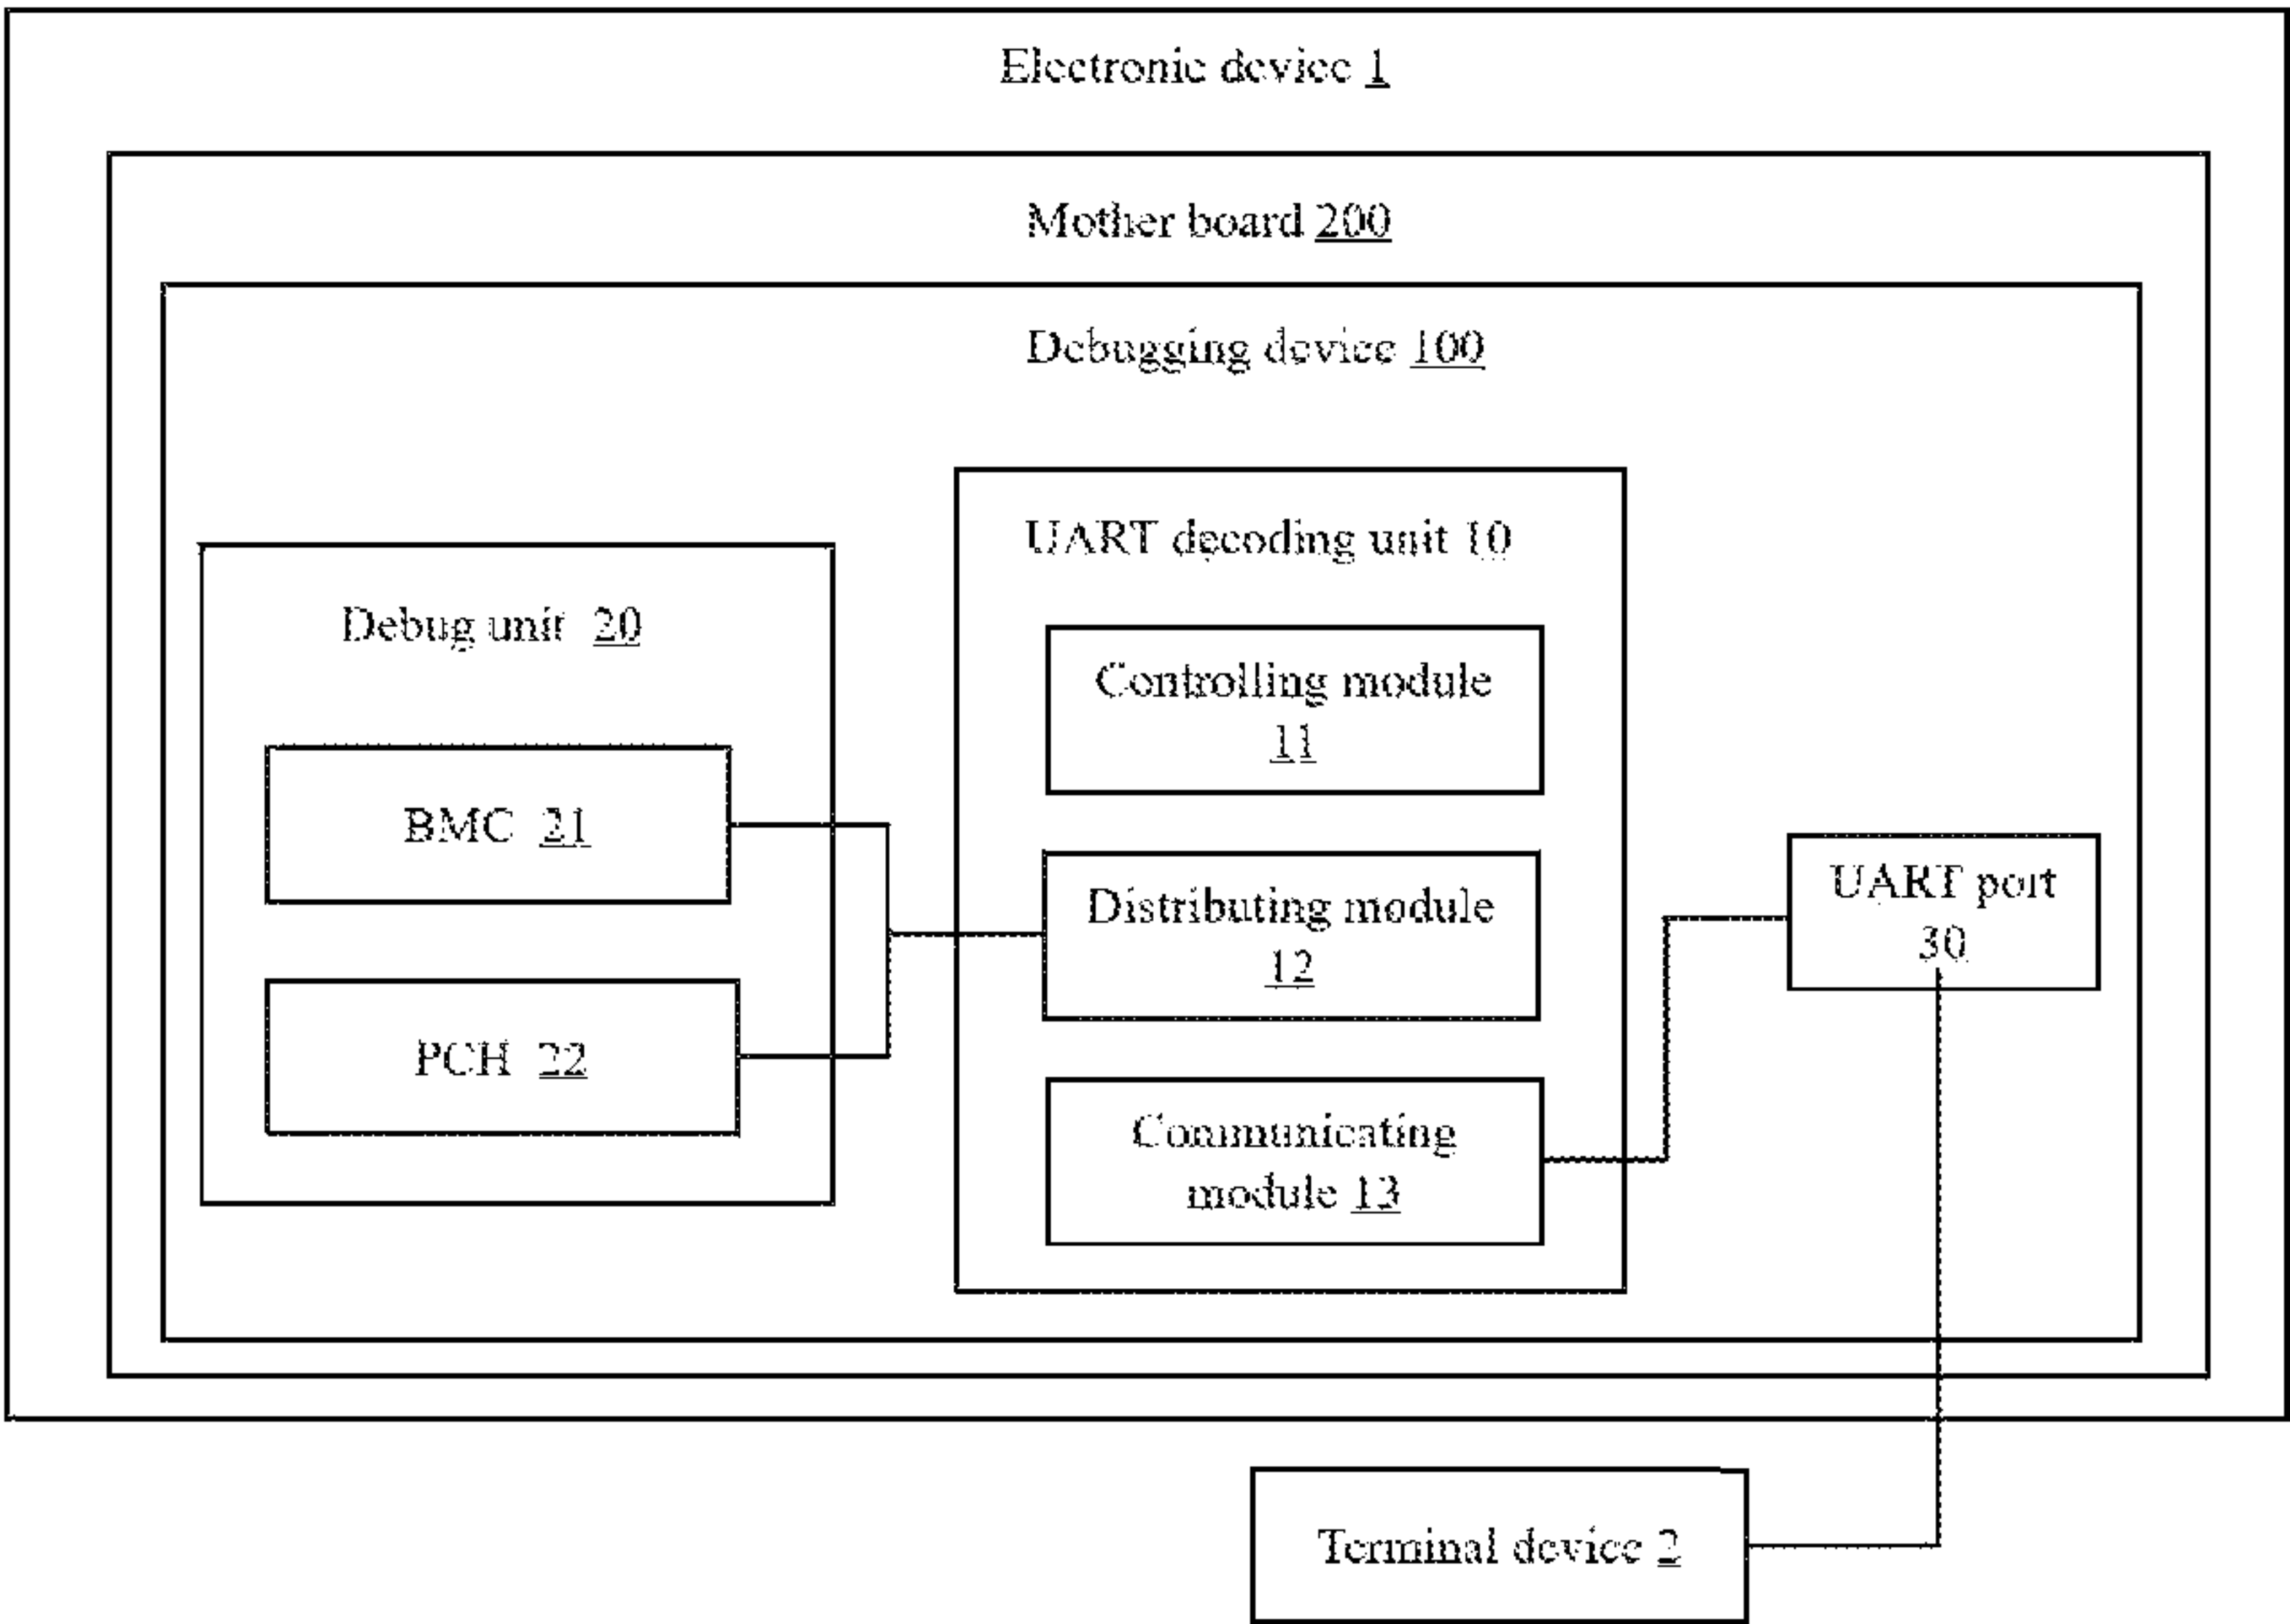 Electronic device 1
Mother board 200
Debugging device 100
UART decoding unit 10
Debug unit 20
Controlling module
11
BMC 21
Distributing module
12
UART port
30
PCH 22
Communicating
module 13
Terminal device 2